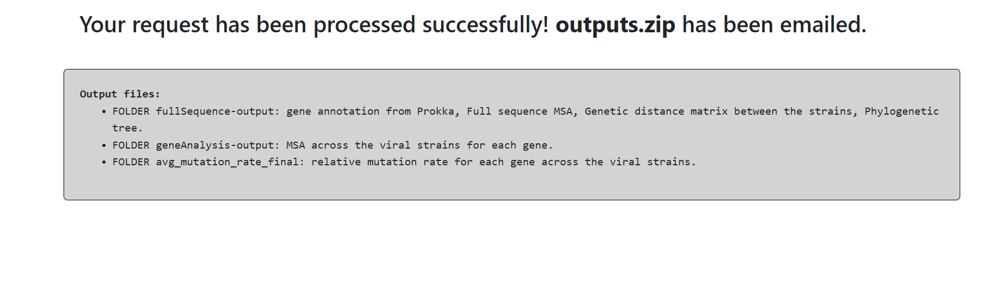 Your request has been processed successfully! outputs.zip has been emailed.
Output files:
• FOLDER fullSequence-output: gene annotation from Prokka, Full sequence MSA, Genetic distance matrix between the strains, Phylogenetic
tree.
• FOLDER geneAnalysis-output: MSA across the viral strains for each gene.
• FOLDER avg_mutation_rate_final: relative mutation rate for each gene across the viral strains.